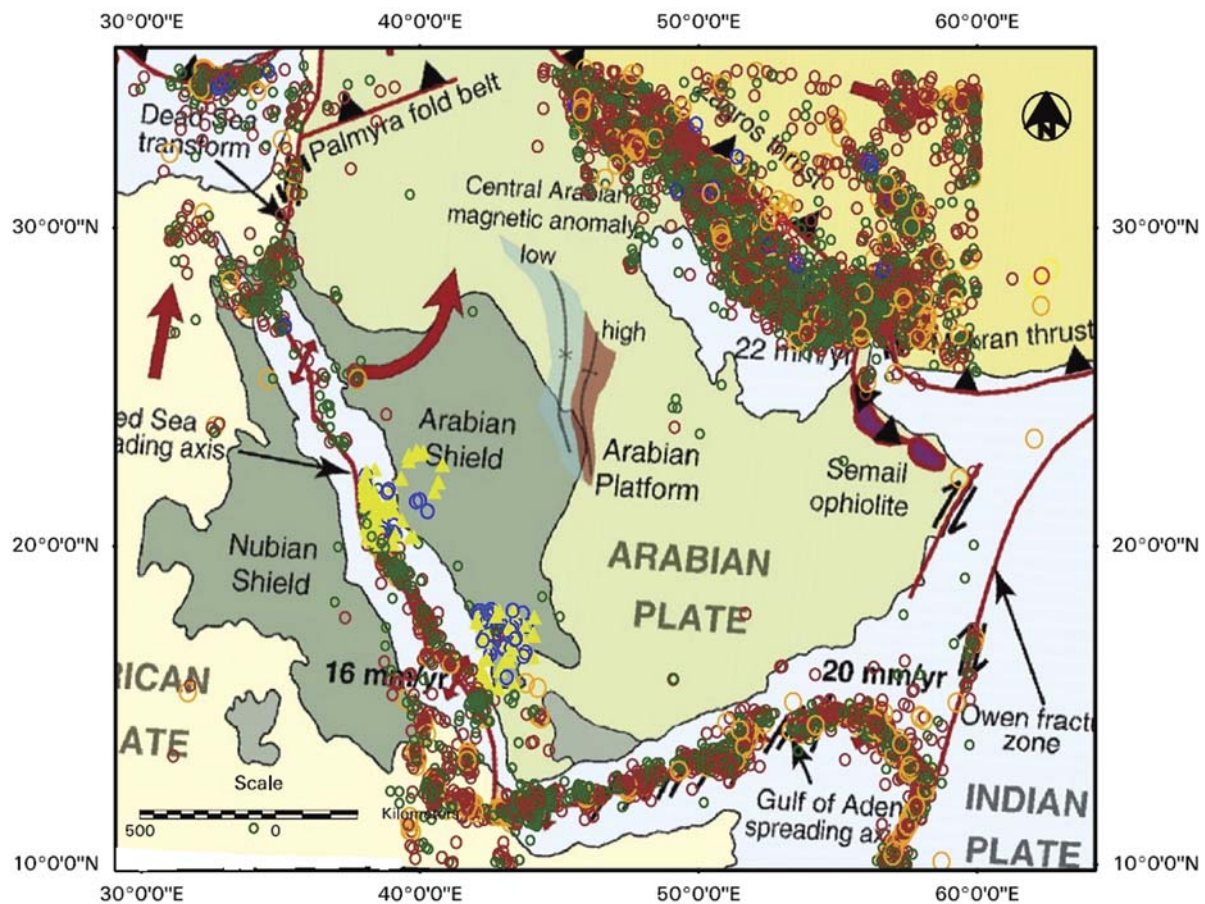 30°0'0"E
40°0'0"E
50°0'0"E
60°0'0"E
Dead Sea
transform
Palmyra fold belt
Zagros thrust
N
Central Arabian
magnetic anomaly
low
high
30°0'0"N
30°0'0"N
22 mm/yr
Makran thrust
ed Sea
ading axis
Arabian
Shield
Arabian
Platform
Semail
ophiolite
20°0'0"N
20°0'0"N
Nubian
Shield
ARABIAN
PLATE
RICAN
ATE
16 mm/yr
20 mm/yr
Owen fractu
zone
Scale
Kilometers
500
0
Gulf of Aden
spreading ax
INDIAN
PLATE
10°0'0"N
10°0'0"N
30°0'0"E
40°0'0"E
50°0'0"E
60°0'0"E